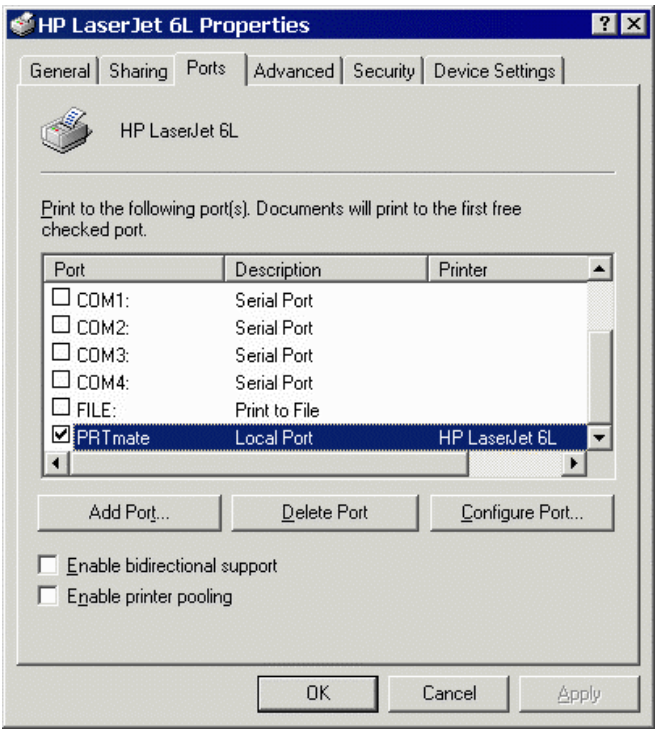 HP LaserJet 6L Properties
General Sharing Ports Advanced Security Device Settings
HP LaserJet 6L
Print to the following port(s). Documents will print to the first free
checked port.
Port Description Printer
COM1: Serial Port
COM2: Serial Port
COM3: Serial Port
COM4: Serial Port
FILE: Print to File
PRTmate Local Port HP LaserJet 6L
Add Port... Delete Port Configure Port...
Enable bidirectional support
Enable printer pooling
OK Cancel Apply